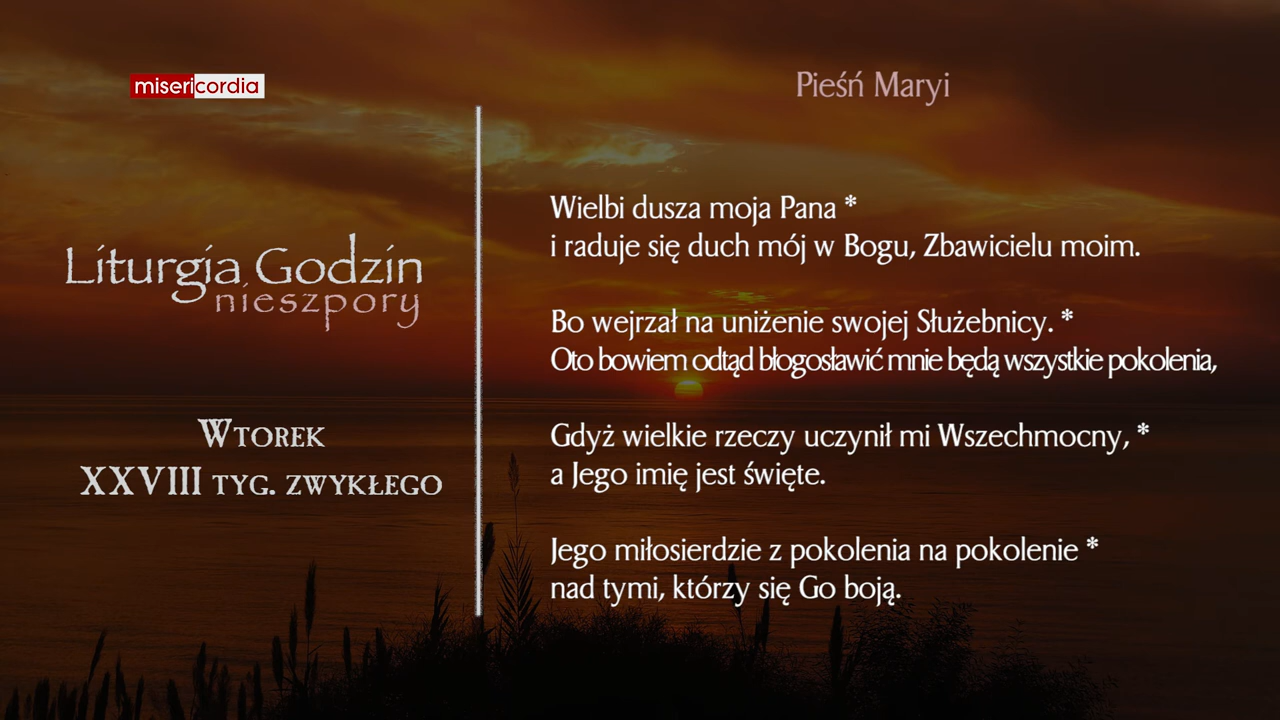 misericordia
Liturgia Godzin
nieszpory
Wtorek
XXVIII tyg. zwykłego
Pieśń Maryi
Wielbi dusza moja Pana *
i raduje się duch mój w Bogu, Zbawicielu moim.
Bo wejrzał na uniżenie swojej Służebnicy. *
Oto bowiem odtąd błogosławić mnie będą wszystkie pokolenia,
Gdyż wielkie rzeczy uczynił mi Wszechmocny, *
a Jego imię jest święte.
Jego miłosierdzie z pokolenia na pokolenie *
nad tymi, którzy się Go boją.